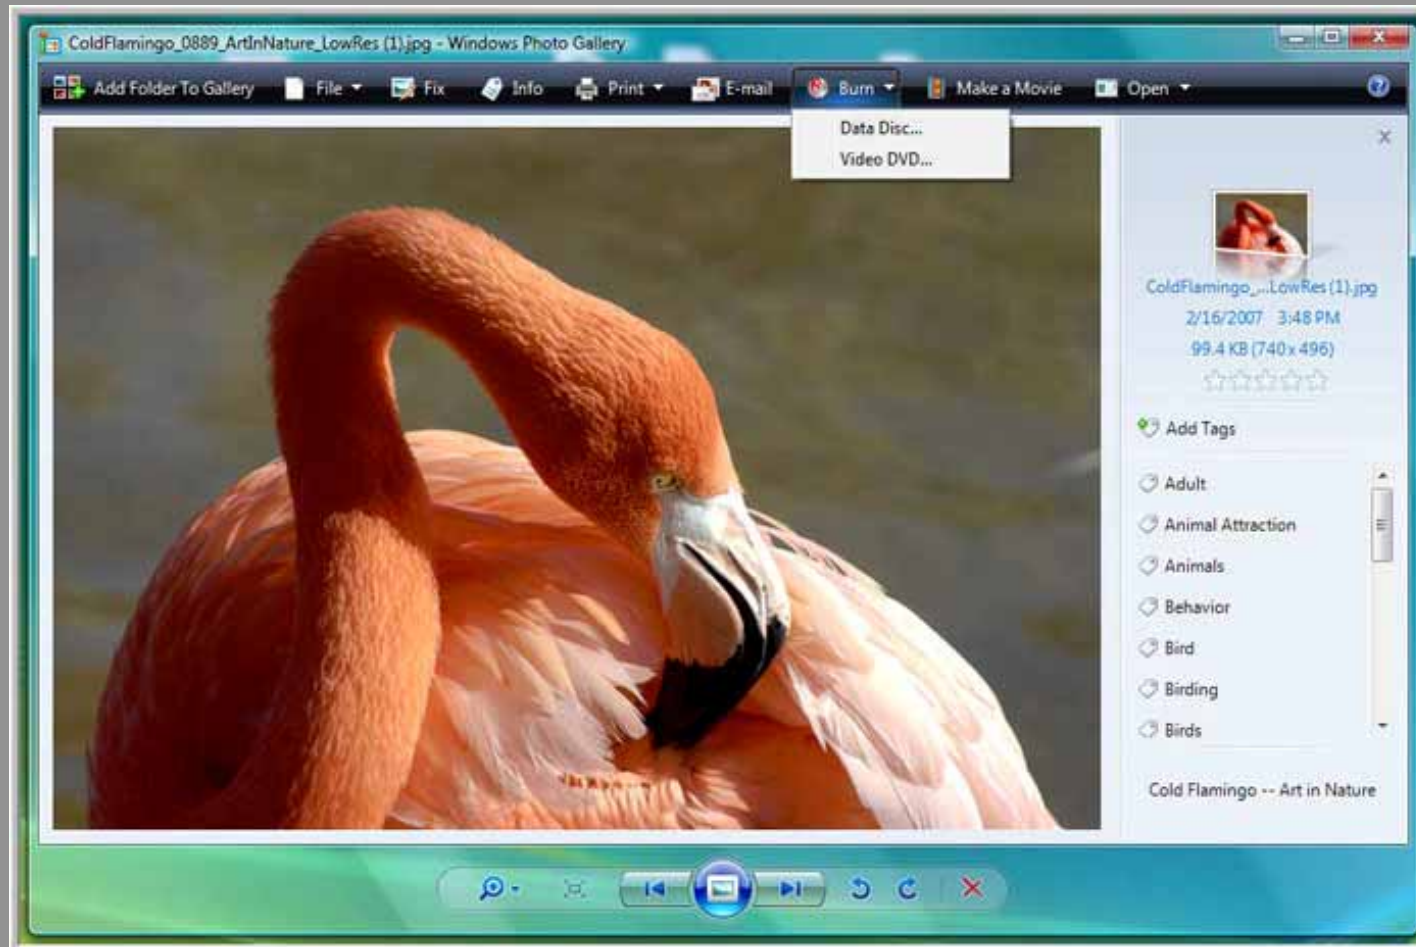 ColdFlamingo_0889_ArtInNature_LowRes (1).jpg - Windows Photo Gallery
Add Folder To Gallery File Fix Info Print E-mail Burn Make a Movie Open
Data Disc...
Video DVD...
ColdFlamingo_...LowRes (1).jpg
2/16/2007 3:48 PM
99.4 KB (740 x 496)
Add Tags
Adult
Animal Attraction
Animals
Behavior
Bird
Birding
Birds
Cold Flamingo -- Art in Nature